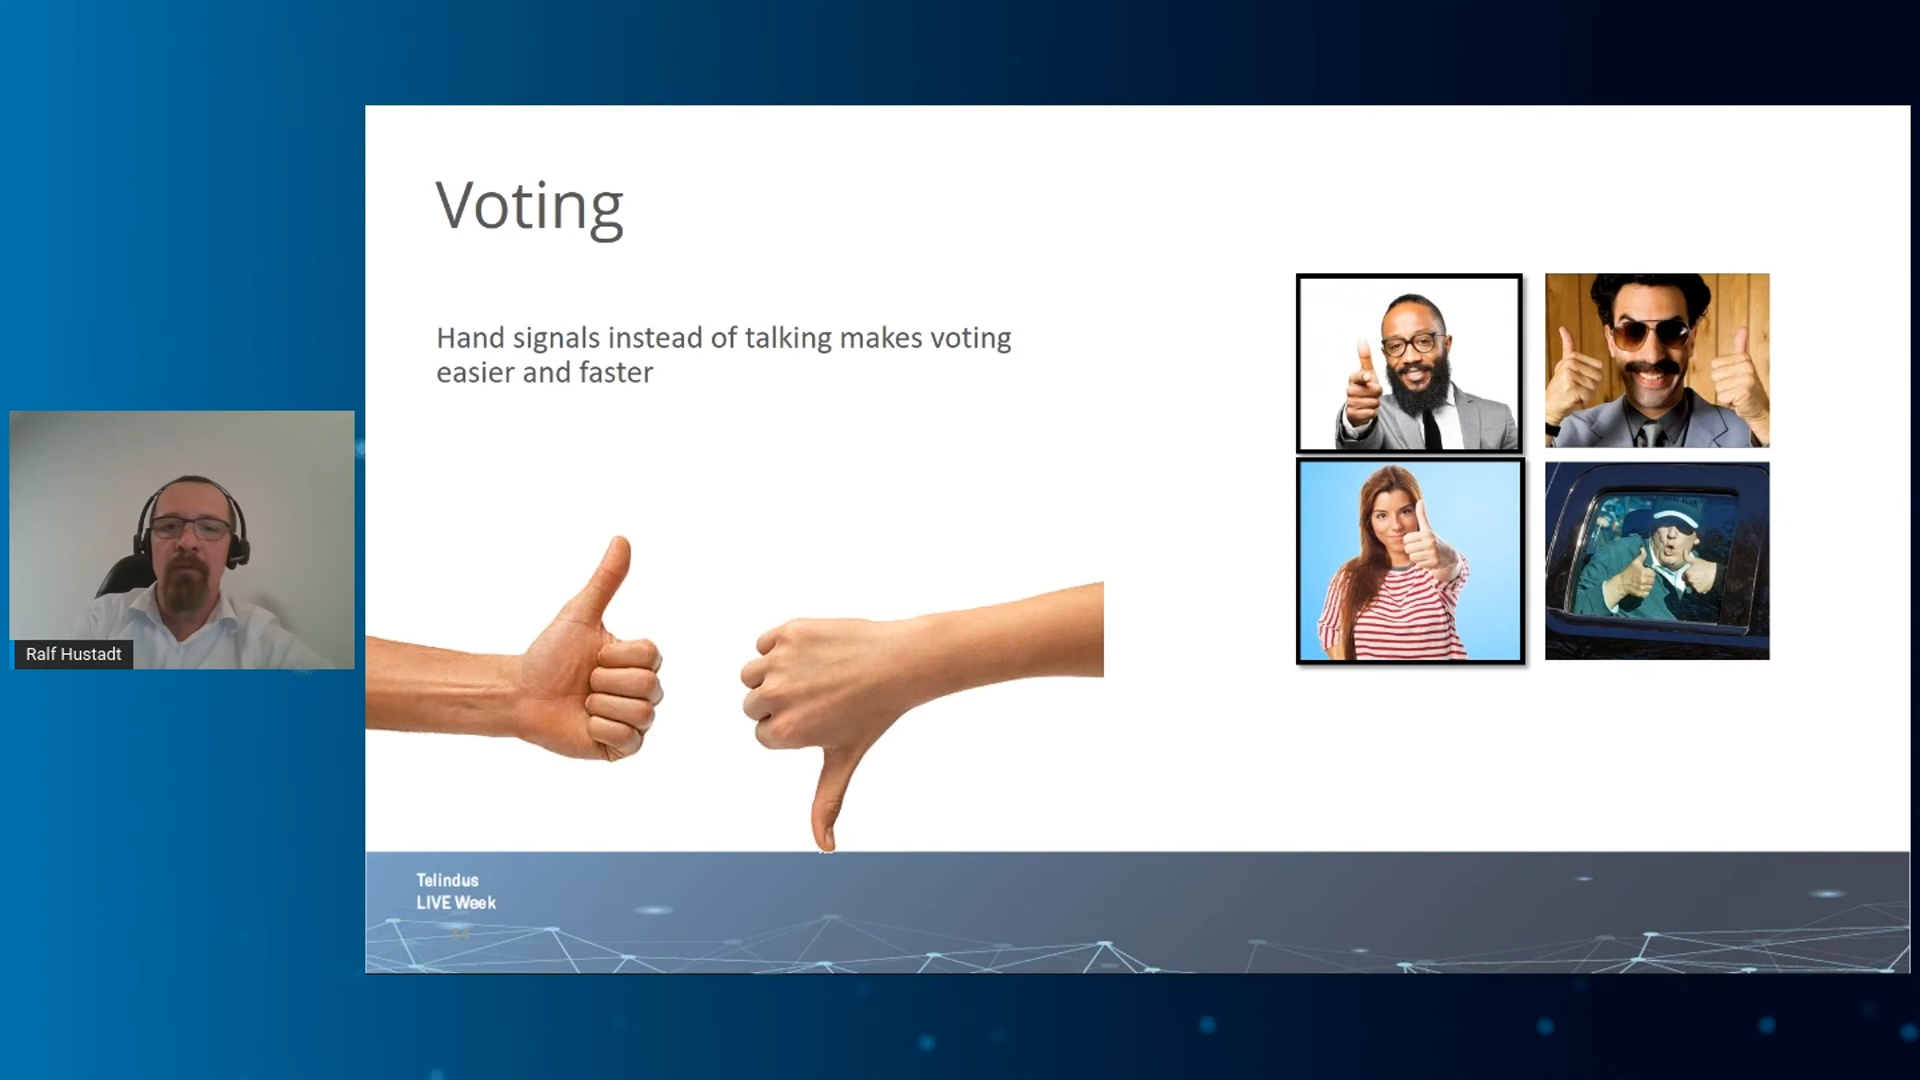 Voting
Hand signals instead of talking makes voting
easier and faster
Ralf Hustadt
Telindus
LIVE Week